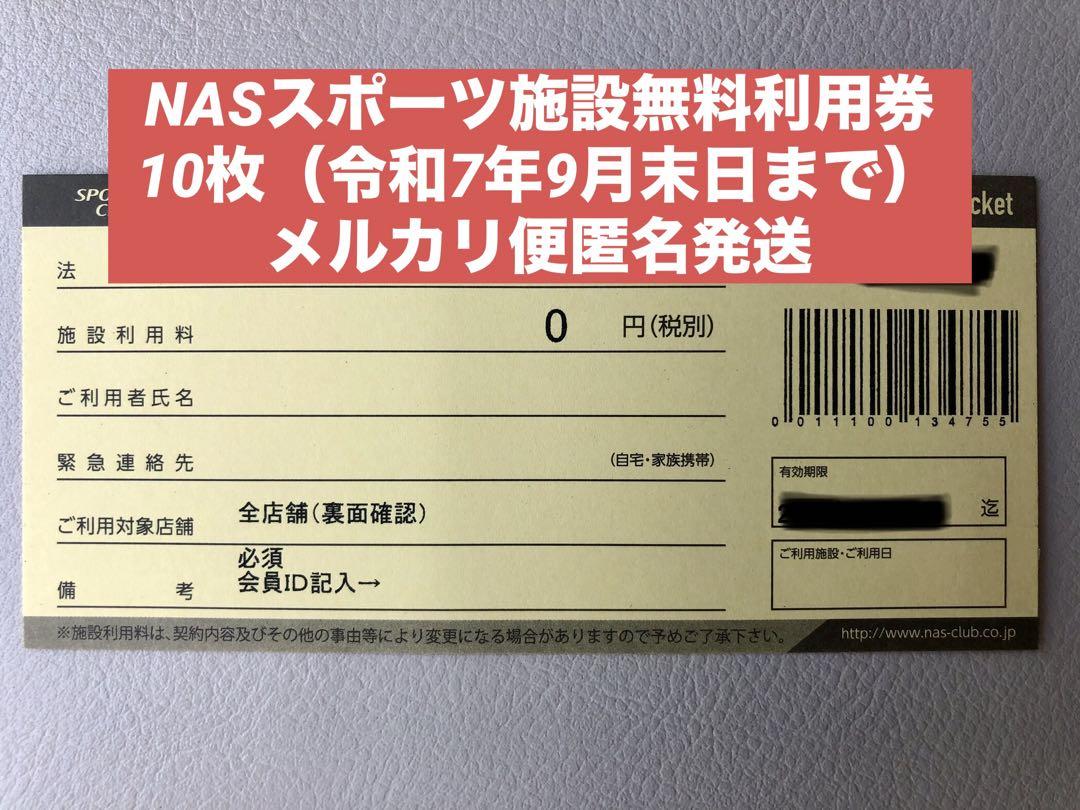 NASスポーツ施設無料利用券
10枚（令和7年9月末日まで）
メルカリ便匿名発送
法
施設利用料 0 円(税別)
ご利用者氏名
緊急連絡先 (自宅・家族携帯)
ご利用対象店舗 全店舗(裏面確認)
備考 必須
会員ID記入→
0011100134755
有効期限
迄
ご利用施設・ご利用日
※施設利用料は、契約内容及びその他の事由等により変更になる場合がありますので予めご了承下さい。
http://www.nas-club.co.jp